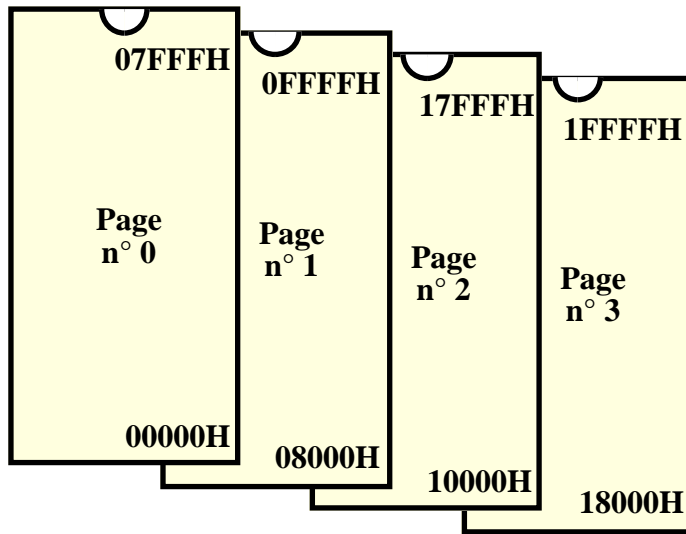 07FFFH
Page
n° 0
00000H
0FFFFH
Page
n° 1
08000H
17FFFH
Page
n° 2
10000H
1FFFFH
Page
n° 3
18000H